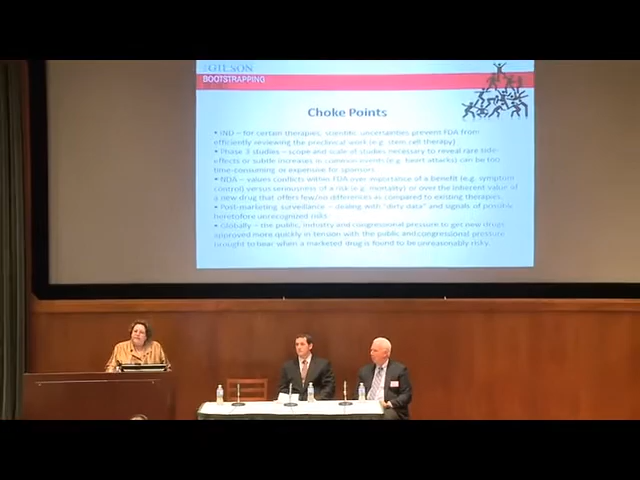 GILSON
BOOTSTRAPPING
Choke Points
• IND – for certain therapies, scientific uncertainties prevent FDA from
efficiently reviewing the preclinical work (e.g. stem cell therapy)
• Phase 3 studies – scope and scale of studies necessary to reveal rare side
effects or subtle increases in common events (e.g. heart attacks) can be too
time-consuming or expensive for sponsors.
• NDA – values conflicts within FDA over importance of a benefit (e.g. symptom
control) versus seriousness of a risk (e.g. mortality) or over the inherent value of
a new drug that offers few/no differences as compared to existing therapies.
• Post-marketing surveillance – dealing with "dirty data" and signals of possibly
heretofore unrecognized risks.
• Globally – the public, industry and congressional pressure to get new drugs
approved more quickly in tension with the public and congressional pressure
brought to bear when a marketed drug is found to be unreasonably risky.